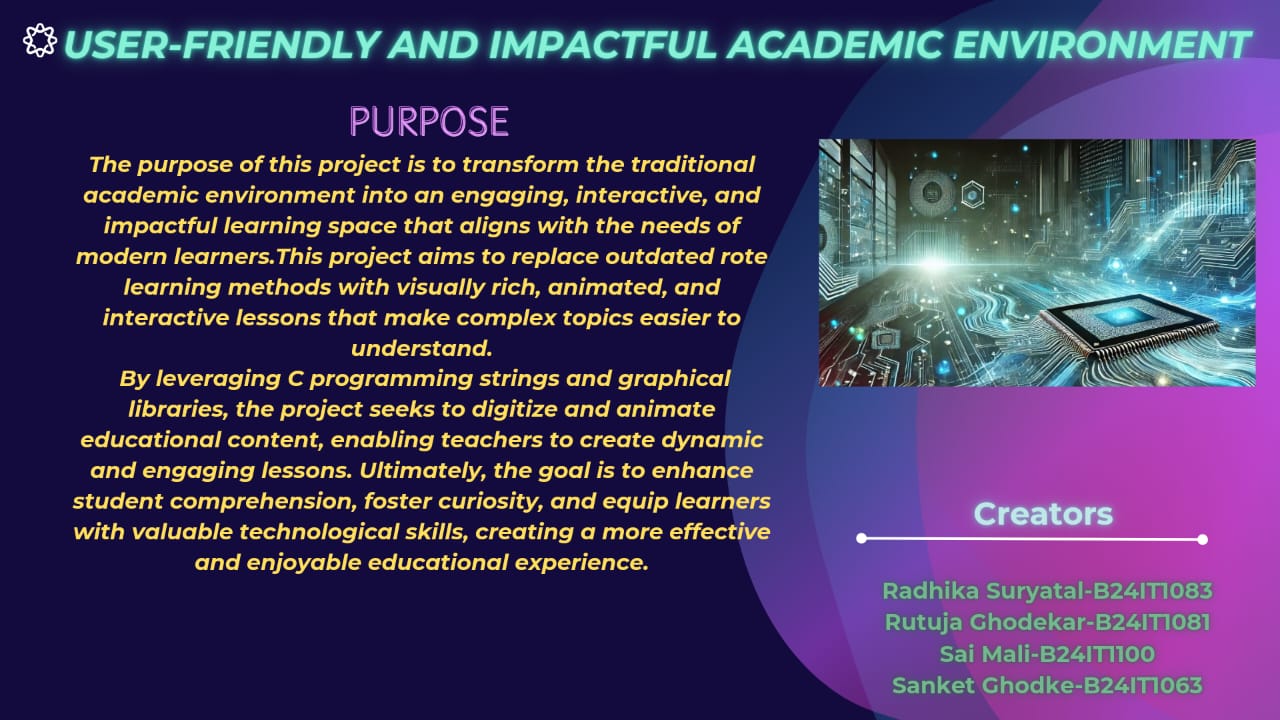 USER-FRIENDLY AND IMPACTFUL ACADEMIC ENVIRONMENT
PURPOSE
The purpose of this project is to transform the traditional
academic environment into an engaging, interactive, and
impactful learning space that aligns with the needs of
modern learners.This project aims to replace outdated rote
learning methods with visually rich, animated, and
interactive lessons that make complex topics easier to
understand.
By leveraging C programming strings and graphical
libraries, the project seeks to digitize and animate
educational content, enabling teachers to create dynamic
and engaging lessons. Ultimately, the goal is to enhance
student comprehension, foster curiosity, and equip learners
with valuable technological skills, creating a more effective
and enjoyable educational experience.
Creators
Radhika Suryatal-B24IT1083
Rutuja Ghodekar-B24IT1081
Sai Mali-B24IT1100
Sanket Ghodke-B24IT1063